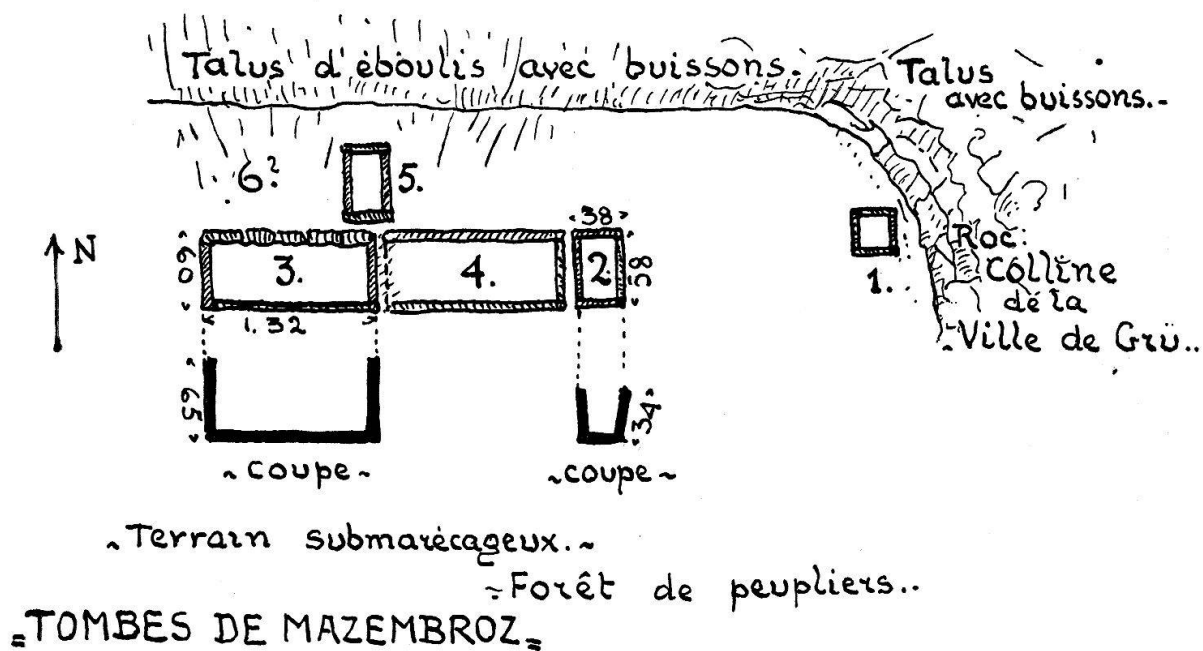 Talus d'éboulis avec buissons.
Talus
avec buissons.-
6?
5.
N
60
3.
1.32
4.
38
2.
58
1.
Roc:
Colline
de la
Ville de Grü..
65
34
~ coupe ~
~ coupe ~
~ Terrain submarécageux. ~
~ Forêt de peupliers..
= TOMBES DE MAZEMBROZ =